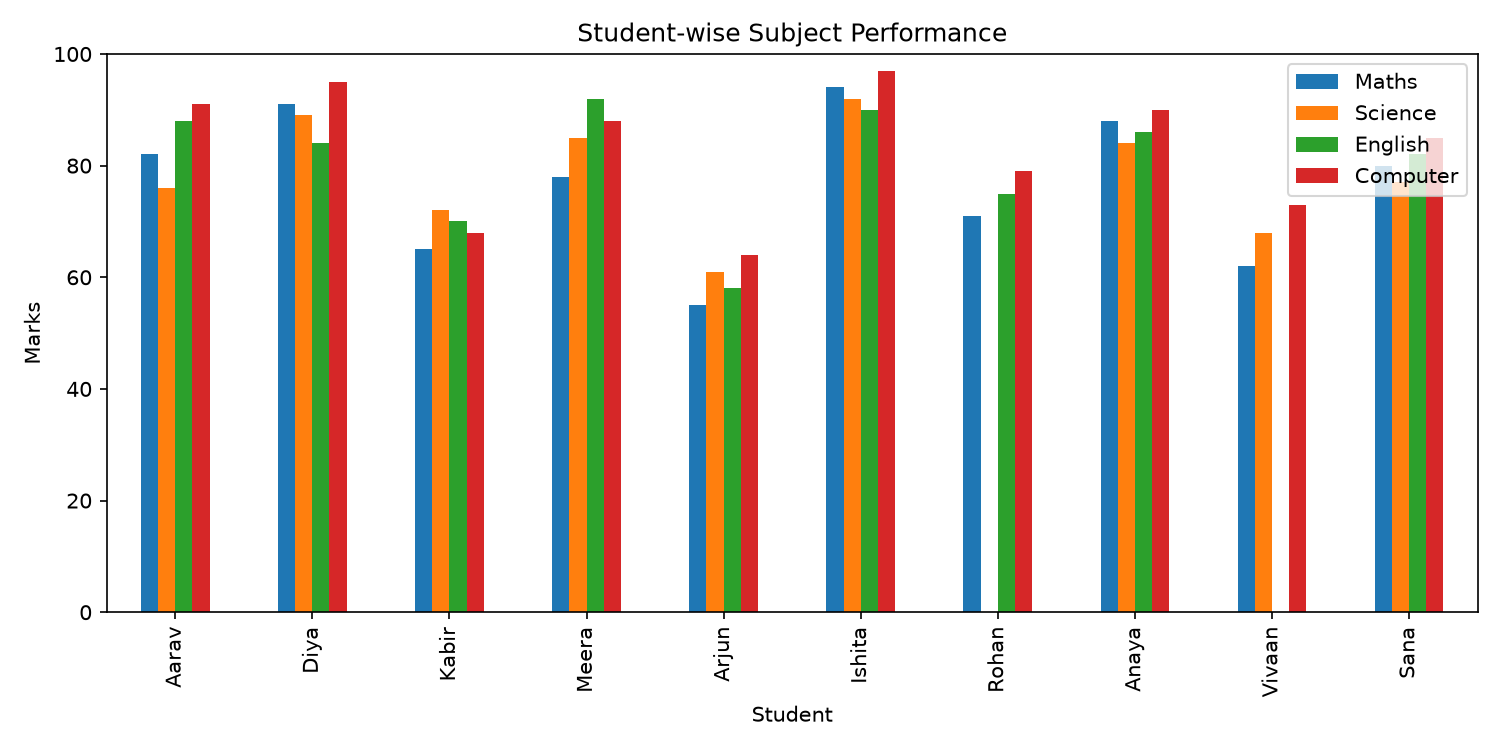 Student-wise Subject Performance
100
80
60
40
20
0
Marks
Maths
Science
English
Computer
Aarav
Diya
Kabir
Meera
Arjun
Ishita
Rohan
Anaya
Vivaan
Sana
Student